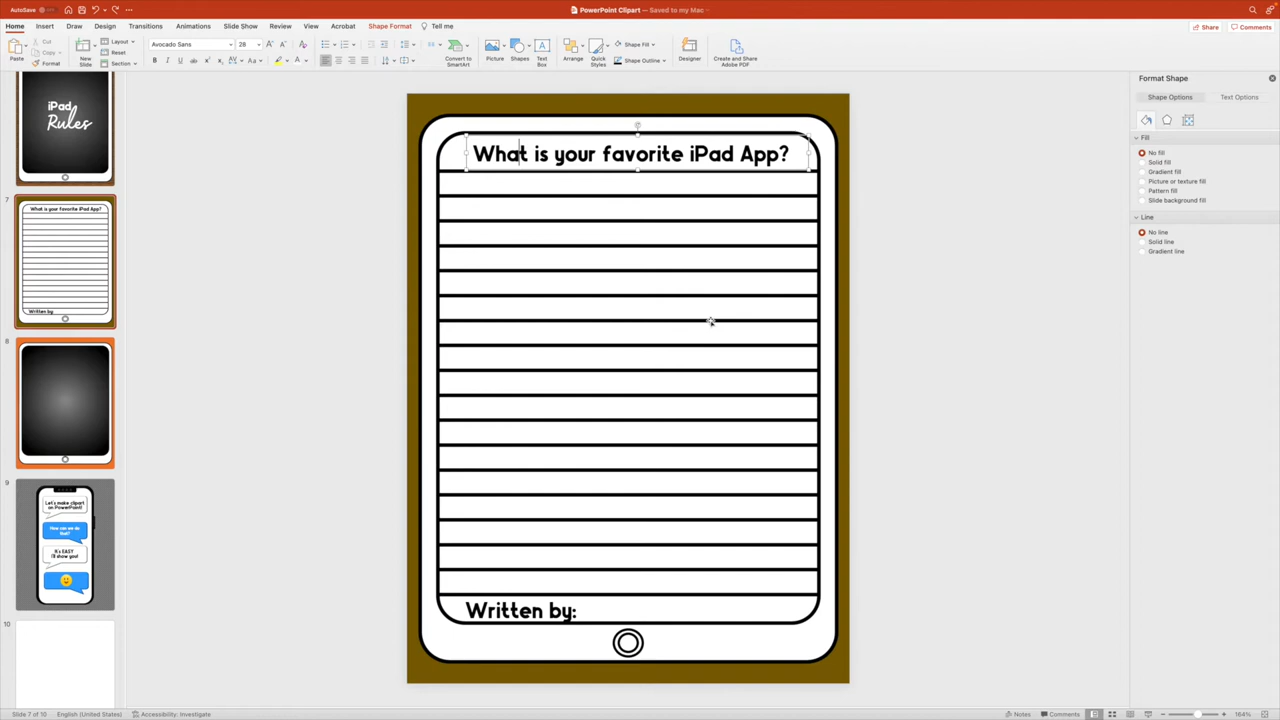 AutoSave
PowerPoint Clipart — Saved to my Mac
Home Insert Draw Design Transitions Animations Slide Show Review View Acrobat Shape Format Tell me
Share Comments
Paste Cut Copy Format New Slide Layout Reset Section Avocado Sans 28 Convert to SmartArt Picture Shapes Text Box Arrange Quick Styles Shape Fill Shape Outline Designer Create and Share Adobe PDF
iPad
Rules
7
What is your favorite iPad App?
Written by:
8
9
Let's make clipart
on PowerPoint!
How can we do
that?
It's EASY
I'll show you!
10
What is your favorite iPad App?
Written by:
Format Shape
Shape Options Text Options
Fill
No fill
Solid fill
Gradient fill
Picture or texture fill
Pattern fill
Slide background fill
Line
No line
Solid line
Gradient line
Slide 7 of 10 English (United States) Accessibility: Investigate Notes Comments 164%